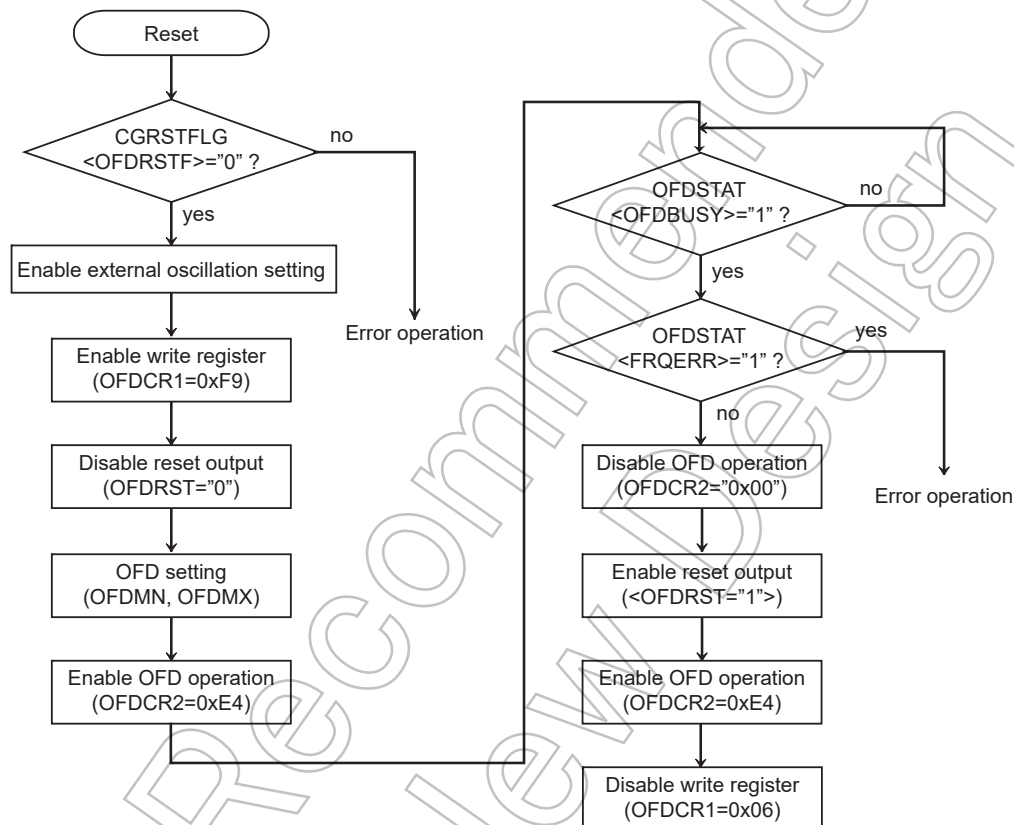 Reset
CGRSTFLG
<OFDRSTF>=”0” ?
no
yes
Enable external oscillation setting
Error operation
Enable write register
(OFDCR1=0xF9)
Disable reset output
(OFDRST=”0”)
OFD setting
(OFDMN, OFDMX)
Enable OFD operation
(OFDCR2=0xE4)
OFDSTAT
<OFDBUSY>=”1” ?
no
yes
OFDSTAT
<FRQERR>=”1” ?
yes
no
Error operation
Disable OFD operation
(OFDCR2=”0x00”)
Enable reset output
(<OFDRST=”1”>)
Enable OFD operation
(OFDCR2=0xE4)
Disable write register
(OFDCR1=0x06)
Recommende
ew Design